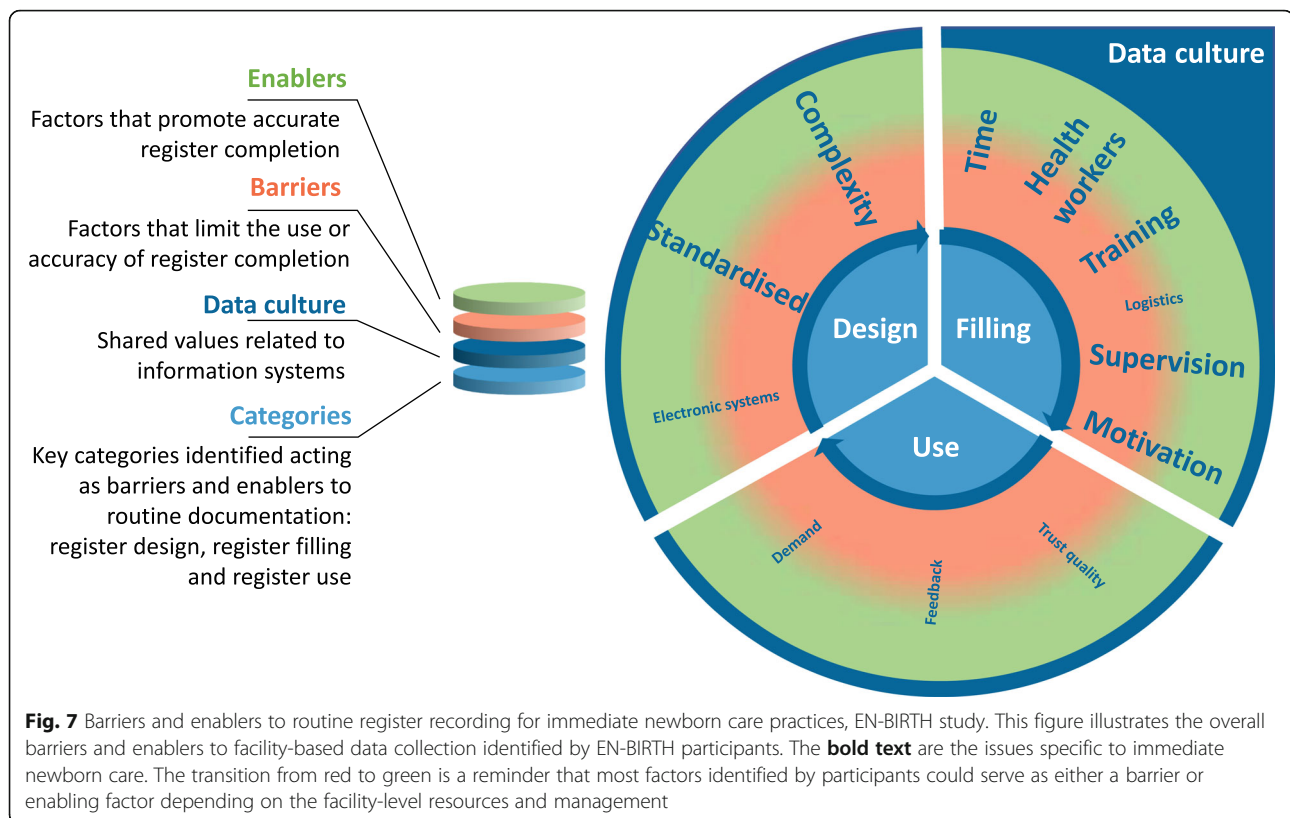 Enablers
Factors that promote accurate
register completion
Barriers
Factors that limit the use or
accuracy of register completion
Data culture
Shared values related to
information systems
Categories
Key categories identified acting
as barriers and enablers to
routine documentation:
register design, register filling
and register use
Data culture
Complexity
Standardised
Electronic systems
Design
Time
Health
workers
Training
Logistics
Supervision
Motivation
Filling
Use
Demand
Feedback
Trust quality
Fig. 7 Barriers and enablers to routine register recording for immediate newborn care practices, EN-BIRTH study. This figure illustrates the overall
barriers and enablers to facility-based data collection identified by EN-BIRTH participants. The bold text are the issues specific to immediate
newborn care. The transition from red to green is a reminder that most factors identified by participants could serve as either a barrier or
enabling factor depending on the facility-level resources and management